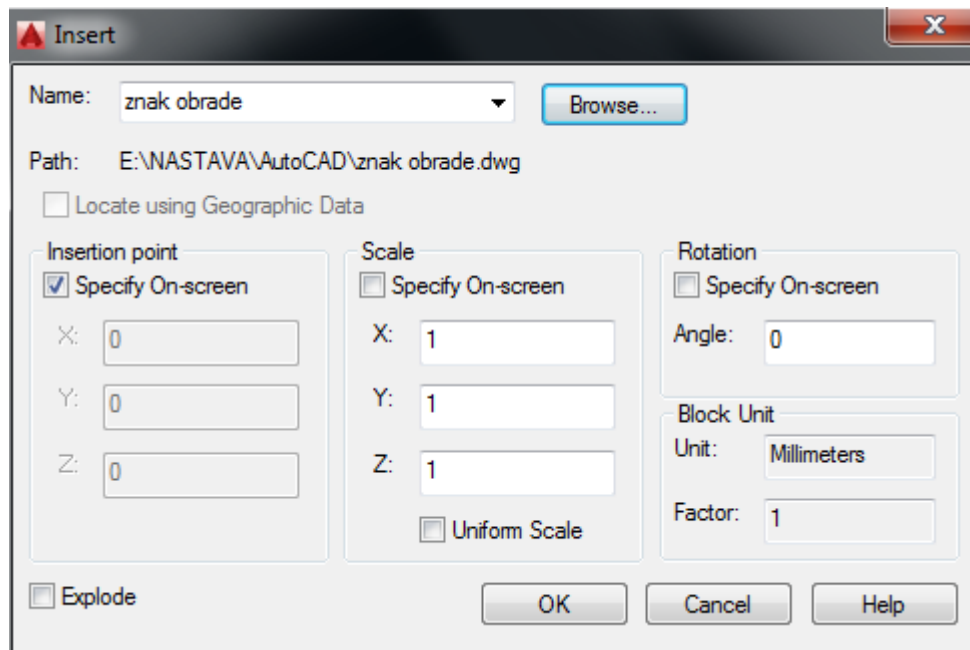 Insert
Name: znak obrade Browse...
Path: E:\NASTAVA\AutoCAD\znak obrade.dwg
Locate using Geographic Data
Insertion point
Specify On-screen
X: 0
Y: 0
Z: 0
Scale
Specify On-screen
X: 1
Y: 1
Z: 1
Uniform Scale
Rotation
Specify On-screen
Angle: 0
Block Unit
Unit: Millimeters
Factor: 1
Explode
OK Cancel Help